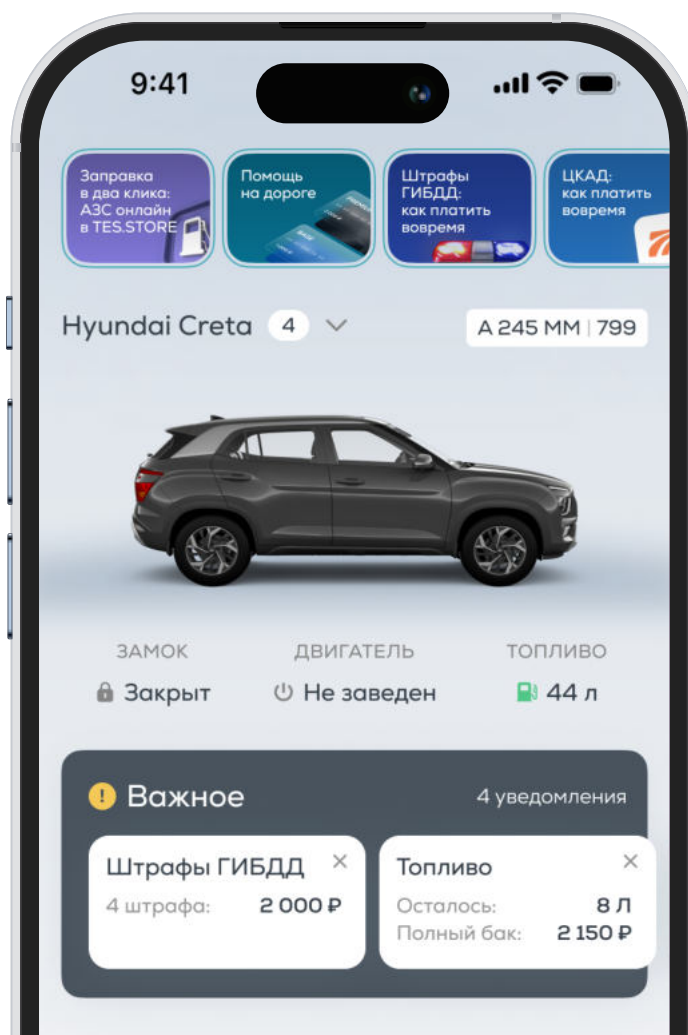 9:41
Заправка
в два клика:
АЗС онлайн
в TES.STORE
Помощь
на дороге
Штрафы
ГИБДД:
как платить
вовремя
ЦКАД:
как платить
вовремя
Hyundai Creta 4
А 245 ММ | 799
ЗАМОК ДВИГАТЕЛЬ ТОПЛИВО
Закрыт Не заведен 44 л
Важное 4 уведомления
Штрафы ГИБДД
4 штрафа: 2 000 ₽
Топливо
Осталось: 8 Л
Полный бак: 2 150 ₽